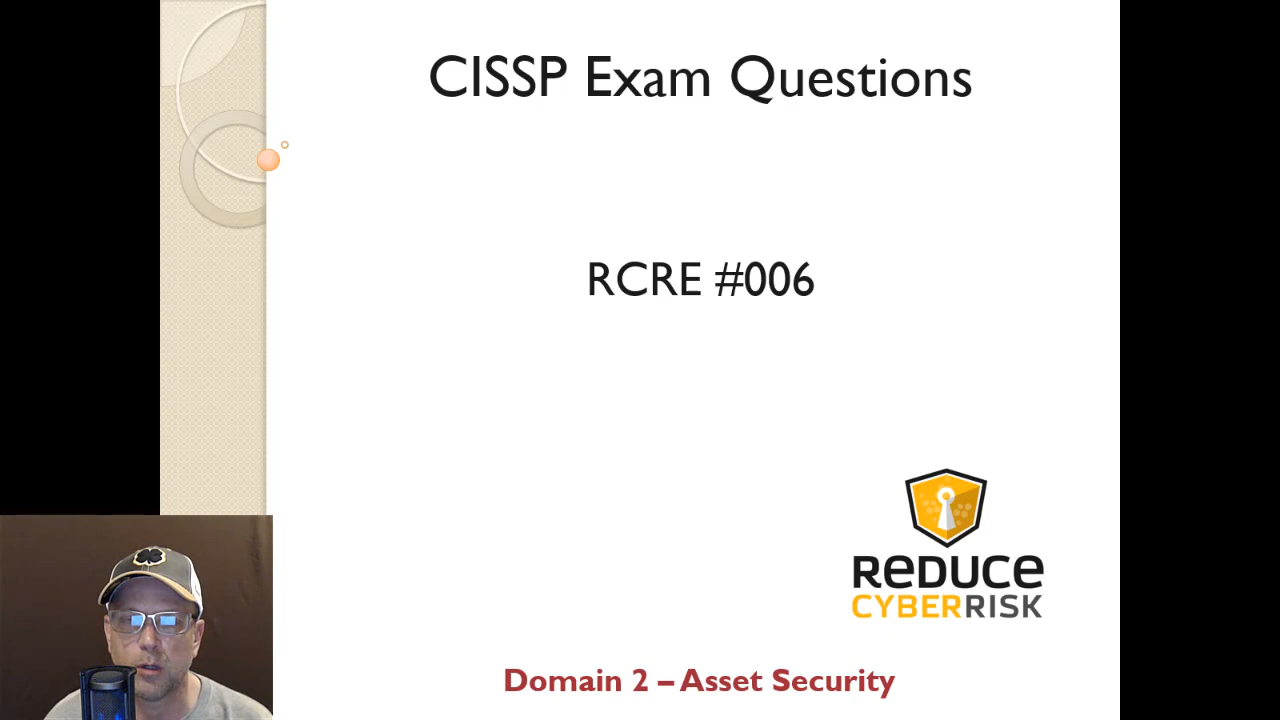 CISSP Exam Questions
RCRE #006
REDUCE
CYBERRISK
Domain 2 – Asset Security